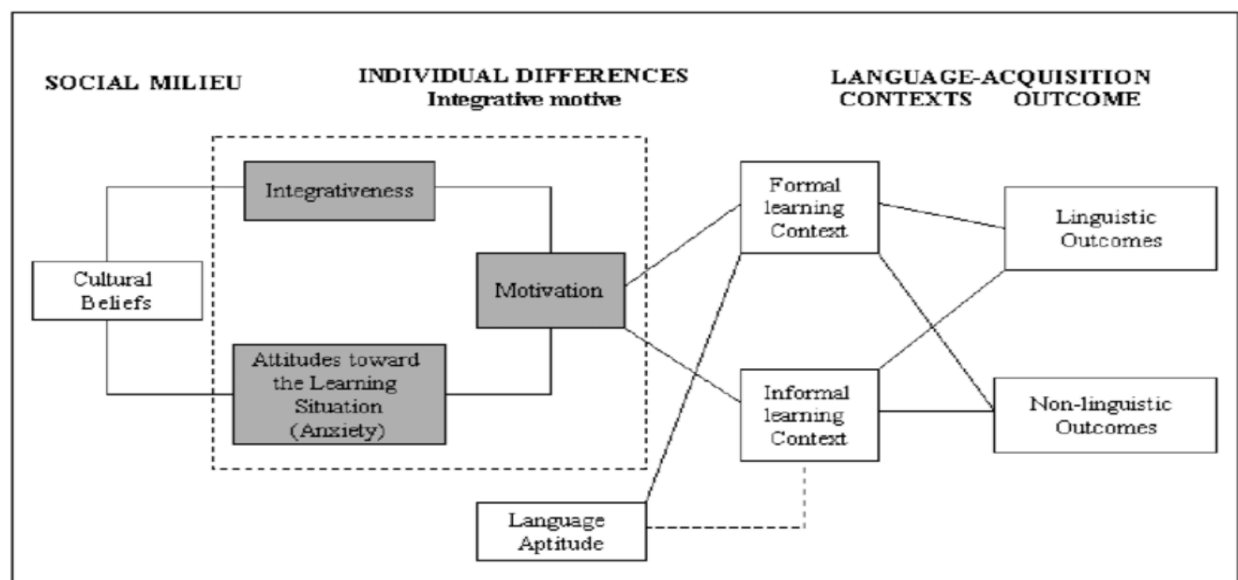 SOCIAL MILIEU
INDIVIDUAL DIFFERENCES
Integrative motive
LANGUAGE-ACQUISITION
CONTEXTS OUTCOME
Integrativeness
Cultural
Beliefs
Motivation
Attitudes toward
the Learning
Situation
(Anxiety)
Language
Aptitude
Formal
learning
Context
Informal
learning
Context
Linguistic
Outcomes
Non-linguistic
Outcomes